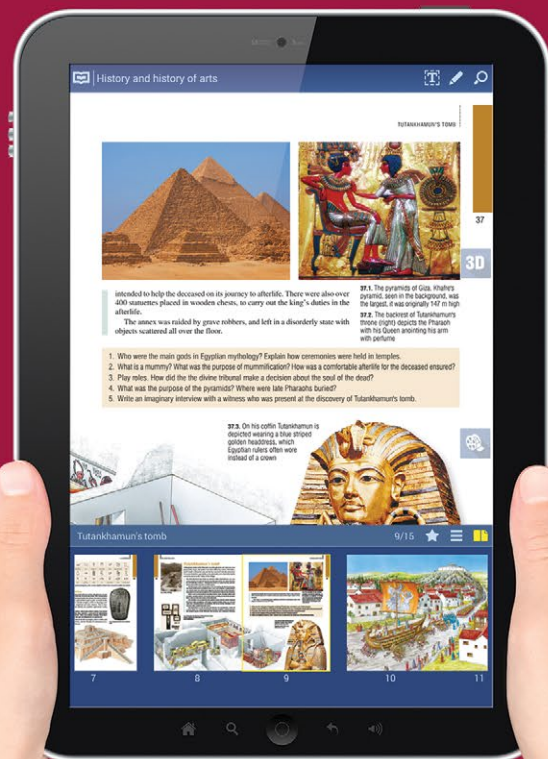 History and history of arts
TUTANKHAMUN'S TOMB
37
3D
intended to help the deceased on its journey to afterlife. There were also over
400 statuettes placed in wooden chests, to carry out the king's duties in the
afterlife.
The annex was raided by grave robbers, and left in a disorderly state with
objects scattered all over the floor.
37.1. The pyramids of Giza. Khafre's
pyramid, seen in the background, was
the largest, it was originally 147 m high
37.2. The backrest of Tutankhamun's
throne (right) depicts the Pharaoh
with his Queen anointing his arm
with perfume
1. Who were the main gods in Egyptian mythology? Explain how ceremonies were held in temples.
2. What is a mummy? What was the purpose of mummification? How was a comfortable afterlife for the deceased ensured?
3. Play roles. How did the the divine tribunal make a decision about the soul of the dead?
4. What was the purpose of the pyramids? Where were late Pharaohs buried?
5. Write an imaginary interview with a witness who was present at the discovery of Tutankhamun's tomb.
37.3. On his coffin Tutankhamun is
depicted wearing a blue striped
golden headdress, which
Egyptian rulers often wore
instead of a crown
Tutankhamun's tomb
9/15
7
8
9
10
11